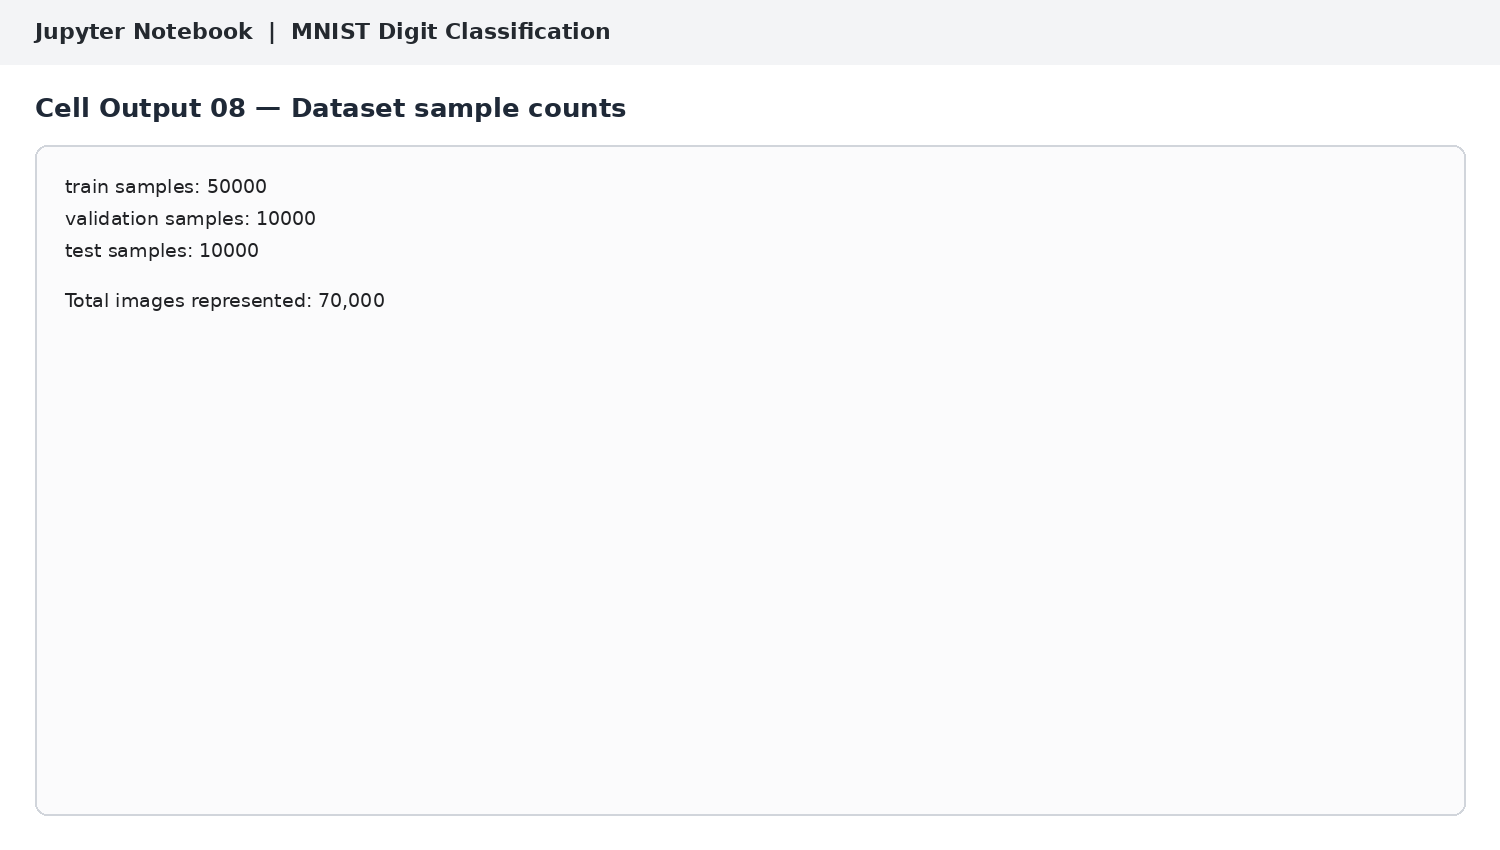 Jupyter Notebook | MNIST Digit Classification
Cell Output 08 — Dataset sample counts
train samples: 50000
validation samples: 10000
test samples: 10000
Total images represented: 70,000